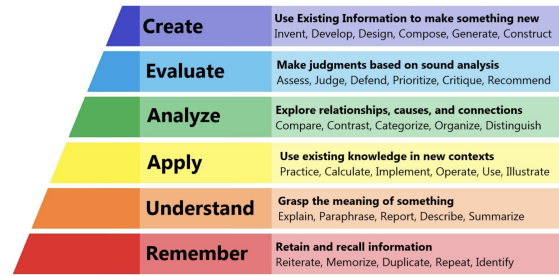 Create
Use Existing Information to make something new
Invent, Develop, Design, Compose, Generate, Construct
Evaluate
Make judgments based on sound analysis
Assess, Judge, Defend, Prioritize, Critique, Recommend
Analyze
Explore relationships, causes, and connections
Compare, Contrast, Categorize, Organize, Distinguish
Apply
Use existing knowledge in new contexts
Practice, Calculate, Implement, Operate, Use, Illustrate
Understand
Grasp the meaning of something
Explain, Paraphrase, Report, Describe, Summarize
Remember
Retain and recall information
Reiterate, Memorize, Duplicate, Repeat, Identify